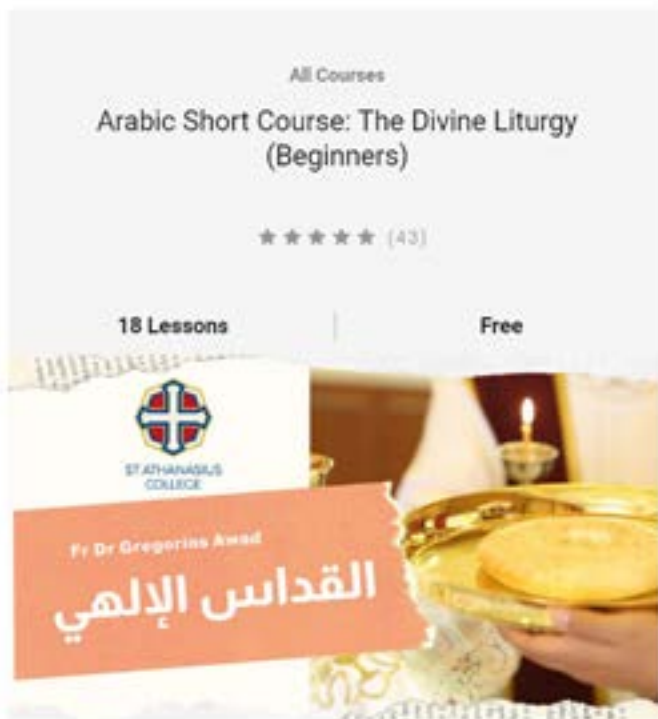 All Courses
Arabic Short Course: The Divine Liturgy
(Beginners)
(43)
18 Lessons
Free
ST ATHANASIUS
COLLEGE
Fr Dr Gregorios Awad
القداس الإلهي